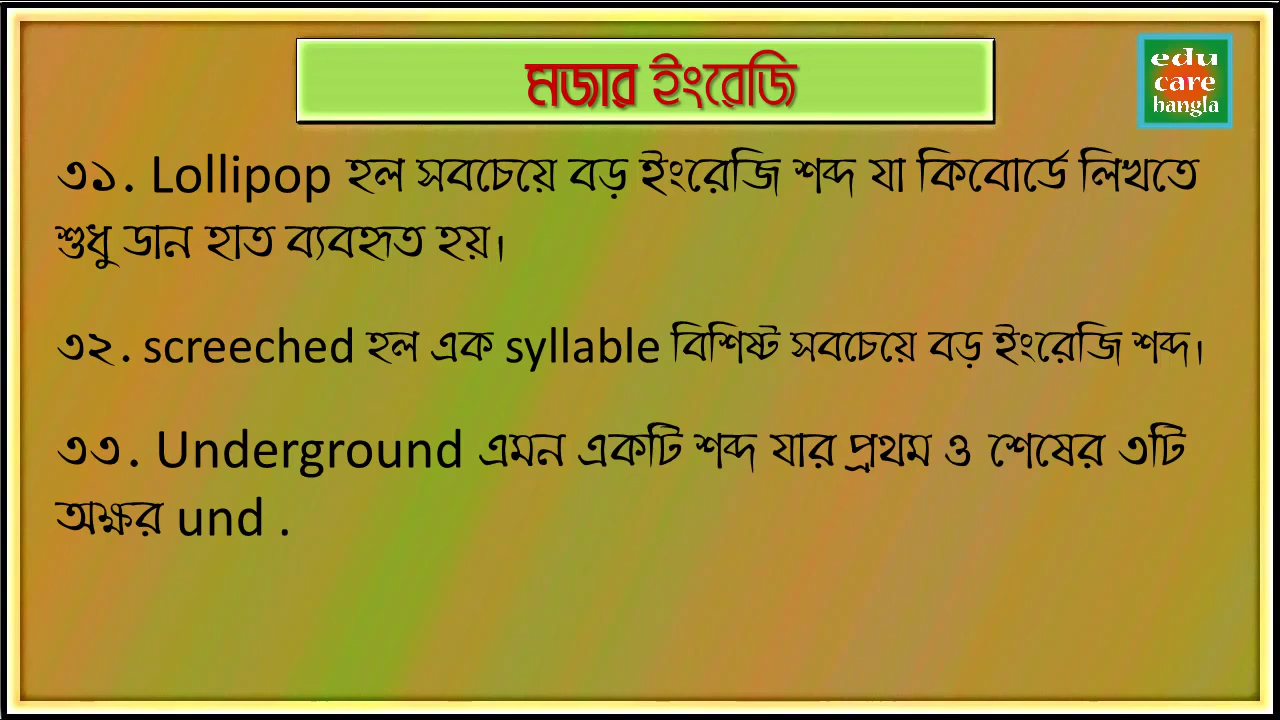 মজার ইংরেজি
edu
care
bangla
৩১. Lollipop হল সবচেয়ে বড় ইংরেজি শব্দ যা কিবোর্ডে লিখতে
শুধু ডান হাত ব্যবহৃত হয়।
৩২. screeched হল এক syllable বিশিষ্ট সবচেয়ে বড় ইংরেজি শব্দ।
৩৩. Underground এমন একটি শব্দ যার প্রথম ও শেষের ৩টি
অক্ষর und .